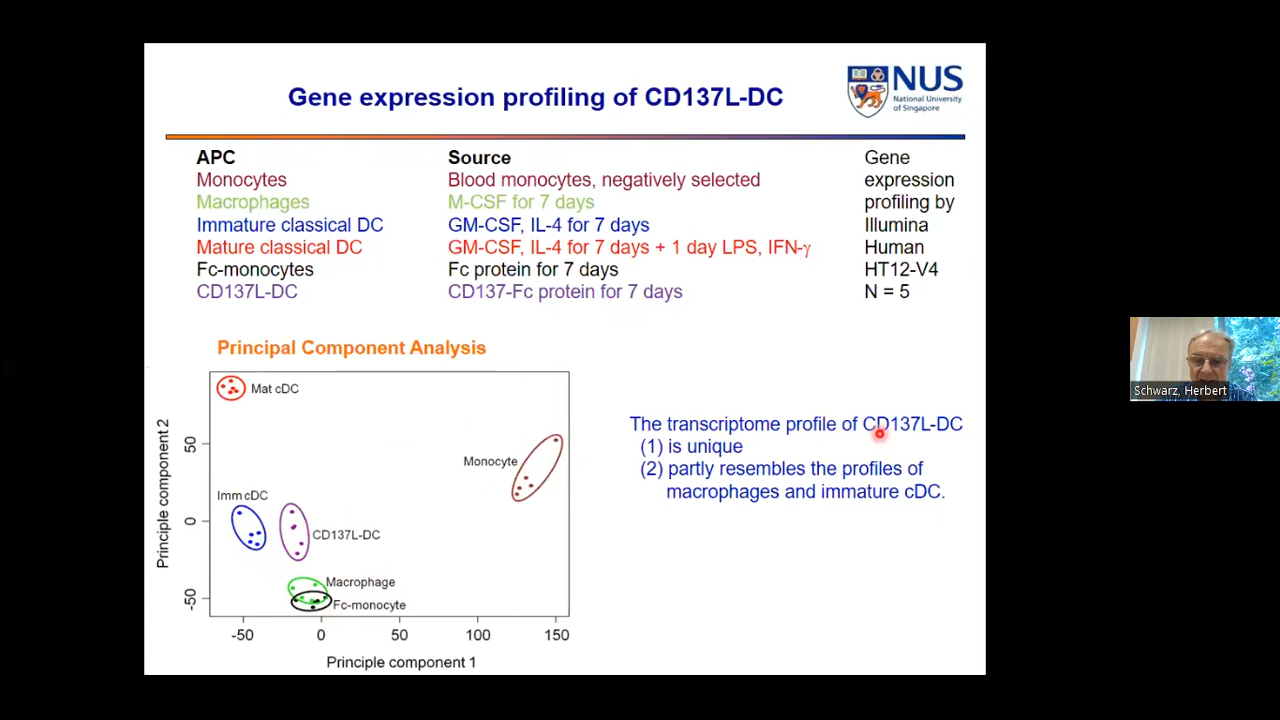 Gene expression profiling of CD137L-DC
NUS
National University
of Singapore
APC
Source
Gene
Monocytes
Blood monocytes, negatively selected
expression
Macrophages
M-CSF for 7 days
profiling by
Immature classical DC
GM-CSF, IL-4 for 7 days
Illumina
Mature classical DC
GM-CSF, IL-4 for 7 days + 1 day LPS, IFN-γ
Human
Fc-monocytes
Fc protein for 7 days
HT12-V4
CD137L-DC
CD137-Fc protein for 7 days
N = 5
Principal Component Analysis
Mat cDC
Monocyte
Imm cDC
CD137L-DC
Macrophage
Fc-monocyte
Principle component 2
50
0
-50
-50
0
50
100
150
Principle component 1
The transcriptome profile of CD137L-DC
(1) is unique
(2) partly resembles the profiles of
macrophages and immature cDC.
Schwarz, Herbert